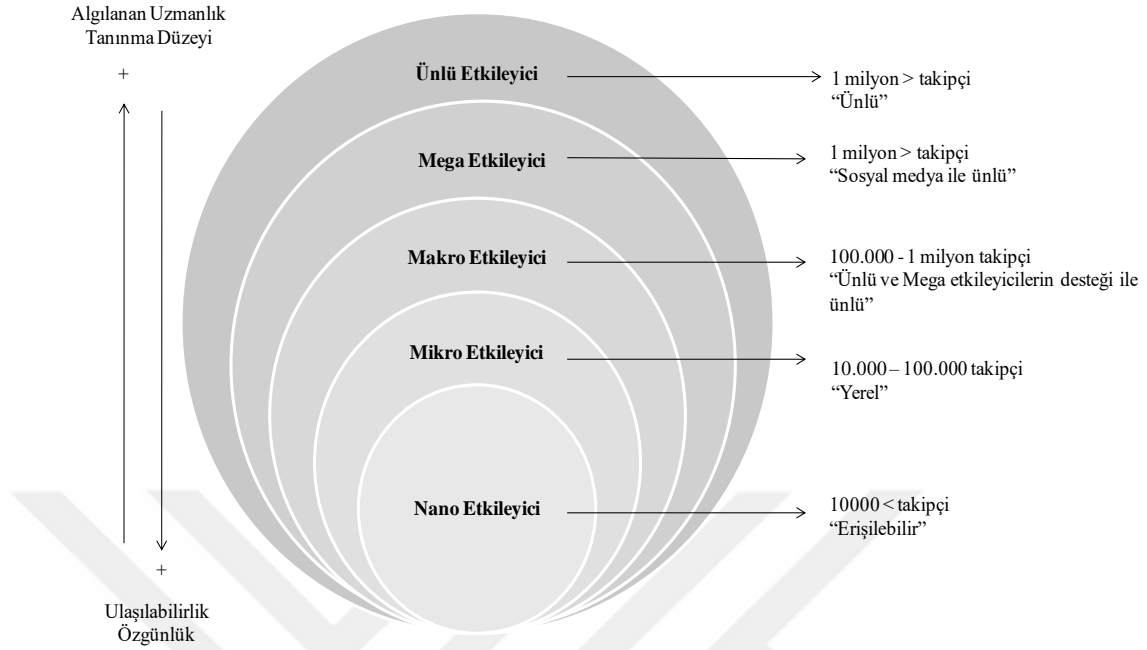 Algılanan Uzmanlık
Tanınma Düzeyi
+
Ünlü Etkileyici
1 milyon > takipçi
“Ünlü”
Mega Etkileyici
1 milyon > takipçi
“Sosyal medya ile ünlü”
Makro Etkileyici
100.000 - 1 milyon takipçi
“Ünlü ve Mega etkileyicilerin desteği ile
ünlü”
Mikro Etkileyici
10.000 – 100.000 takipçi
“Yerel”
Nano Etkileyici
10000 < takipçi
“Erişilebilir”
+
Ulaşılabilirlik
Özgünlük